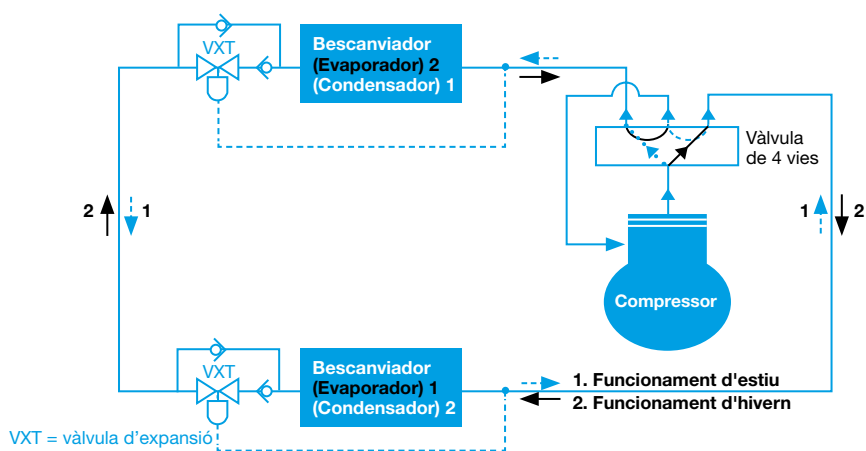 VXT
Bescanviador
(Evaporador) 2
(Condensador) 1
Vàlvula
de 4 vies
2
1
1
2
Compressor
VXT
Bescanviador
(Evaporador) 1
(Condensador) 2
1. Funcionament d'estiu
2. Funcionament d'hivern
VXT = vàlvula d’expansió